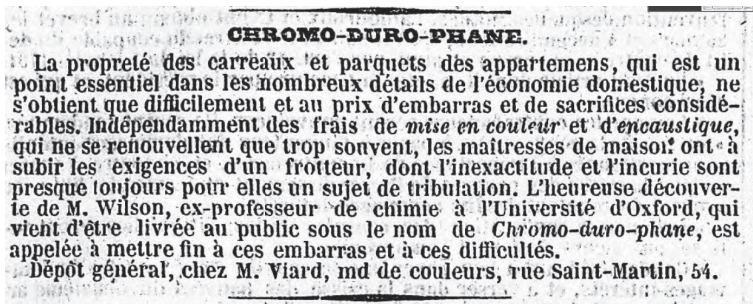 CHROMO-DURO-PHANE.
La propreté des carreaux et parquets des appartemens, qui est un
point essentiel dans les nombreux détails de l'économie domestique, ne
s'obtient que difficilement et au prix d'embarras et de sacrifices considé-
rables. Indépendamment des frais de mise en couleur et d'encaustique,
qui ne se renouvellent que trop souvent, les maîtresses de maison ont à
subir les exigences d'un frotteur, dont l'inexactitude et l'incurie sont
presque toujours pour elles un sujet de tribulation. L'heureuse découver-
te de M. Wilson, ex-professeur de chimie à l'Université d'Oxford, qui
vient d'être livrée au public sous le nom de Chromo-duro-phane, est
appelée à mettre fin à ces embarras et à ces difficultés.
Dépôt général, chez M. Viard, md de couleurs, rue Saint-Martin, 54.